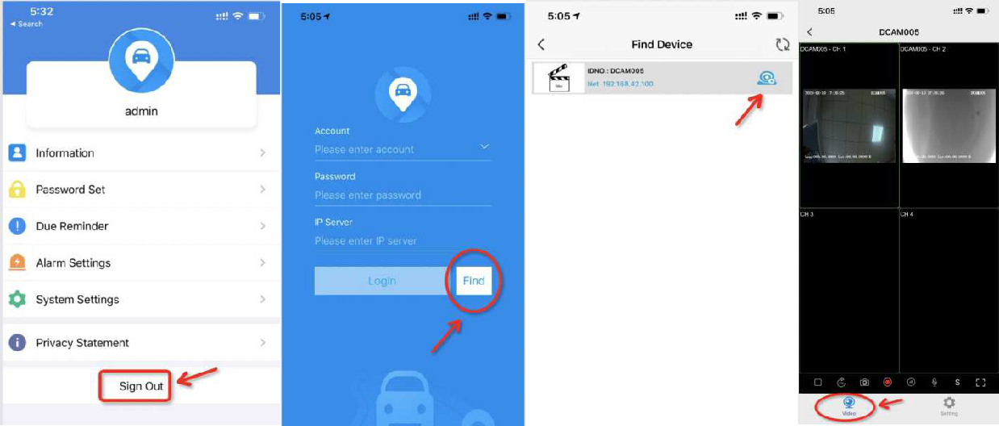 5:32
◄ Search
admin
Information
Password Set
Due Reminder
Alarm Settings
System Settings
Privacy Statement
Sign Out
5:05
Account
Please enter account
Password
Please enter password
IP Server
Please enter IP server
Login
Find
5:05
Find Device
IDNO.: DCAM005
Net 192.168.42.100
5:05
DCAM005
DCAM005 - CH 1
DCAM005 - CH 2
DCAM005
DCAM005
CH 3
CH 4
S
Video
Setting